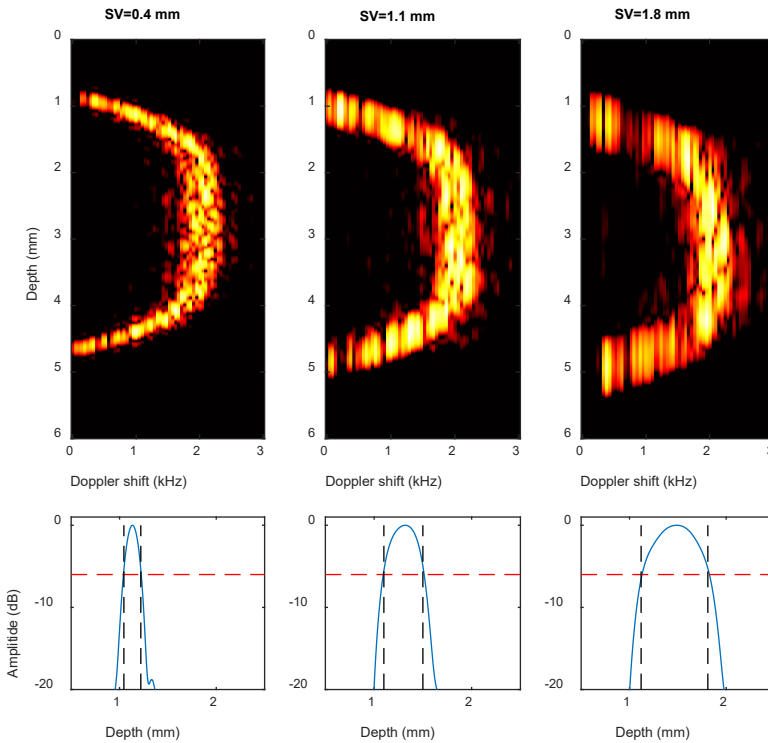 SV=0.4 mm SV=1.1 mm SV=1.8 mm
0 0 0
1 1 1
2 2 2
Depth (mm)
3 3 3
4 4 4
5 5 5
6 6 6
0 1 2 3 0 1 2 3 0 1 2 3
Doppler shift (kHz) Doppler shift (kHz) Doppler shift (kHz)
0 0 0
Amplitide (dB)
-10 -10 -10
-20 -20 -20
1 2 1 2 1 2
Depth (mm) Depth (mm) Depth (mm)